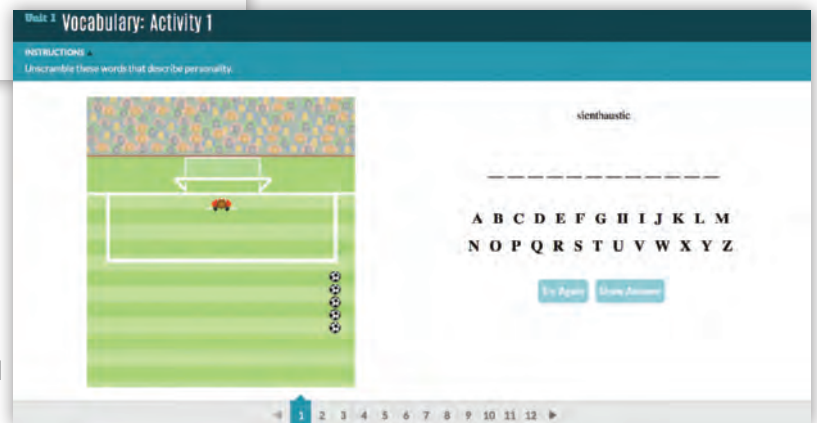 Unit 1 Vocabulary: Activity 1
INSTRUCTIONS
Unscramble these words that describe personality.
sienthaustic
A B C D E F G H I J K L M
N O P Q R S T U V W X Y Z
Try Again Show Answer
1 2 3 4 5 6 7 8 9 10 11 12